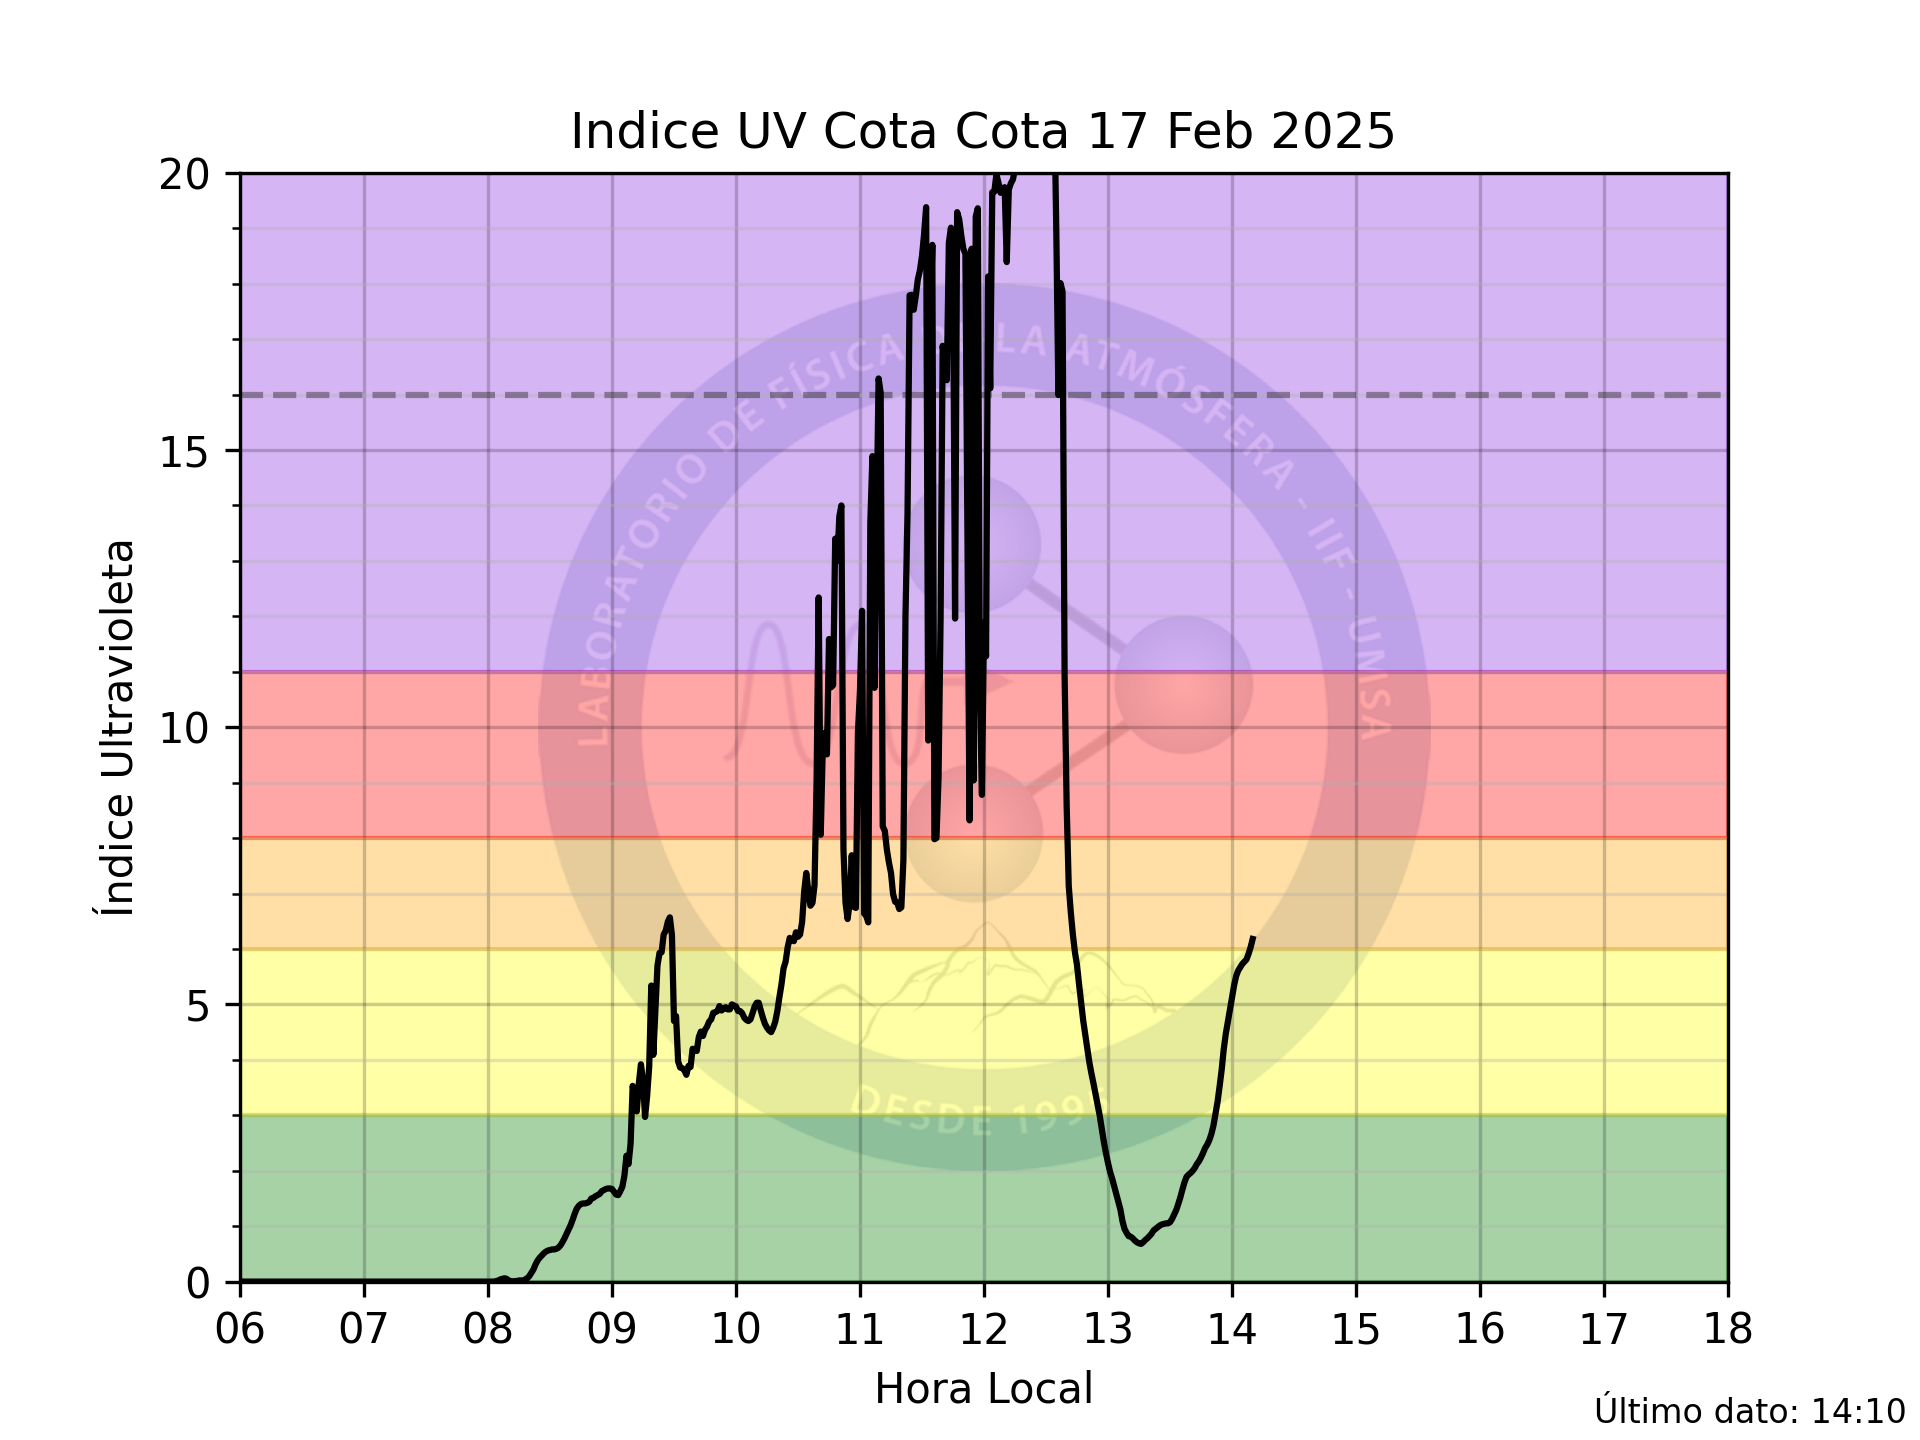 Indice UV Cota Cota 17 Feb 2025
20
15
10
5
0
Índice Ultravioleta
LABORATORIO DE FÍSICA LA ATMÓSFERA - IIF - UMSA
DESDE
06 07 08 09 10 11 12 13 14 15 16 17 18
Hora Local
Último dato: 14:10